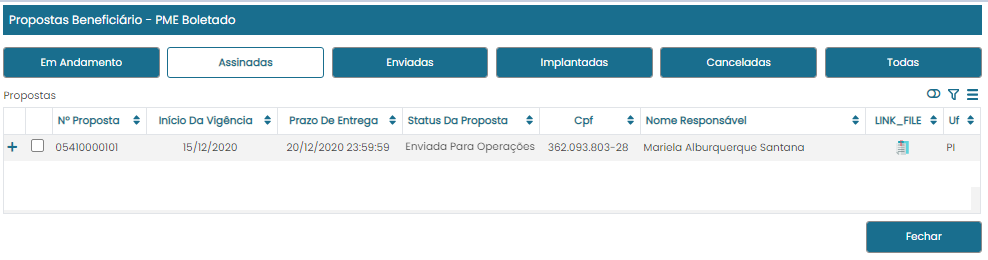 Propostas Beneficiário - PME Boletado
Em Andamento Assinadas Enviadas Implantadas Canceladas Todas
Propostas
Nº Proposta Início Da Vigência Prazo De Entrega Status Da Proposta Cpf Nome Responsável LINK_FILE Uf
+ 05410000101 15/12/2020 20/12/2020 23:59:59 Enviada Para Operações 362.093.803-28 Mariela Alburquerque Santana PI
Fechar